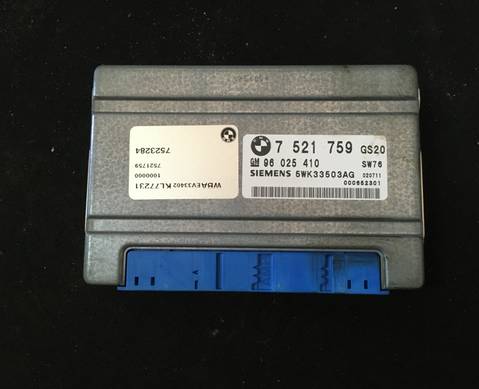 7 521 759 GS20
GM 96 025 410 SW76
SIEMENS 5WK33503AG 020711
000652301
WBAEV33402KL77231
1000000
7521759
7523284